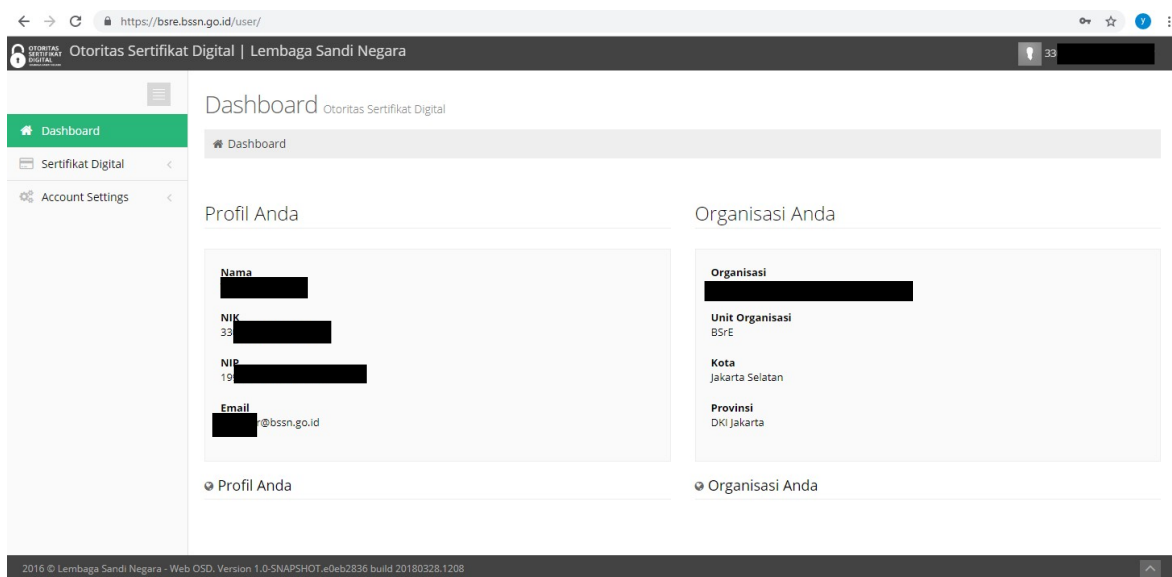 https://bsre.bssn.go.id/user/
y
OTORITAS SERTIFIKAT DIGITAL
Otoritas Sertifikat Digital | Lembaga Sandi Negara
33
Dashboard
Sertifikat Digital
Account Settings
Dashboard Otoritas Sertifikat Digital
Dashboard
Profil Anda
Nama
NIK
33
NIP
199
Email
r@bssn.go.id
Profil Anda
Organisasi Anda
Organisasi
Unit Organisasi
BSrE
Kota
Jakarta Selatan
Provinsi
DKI Jakarta
Organisasi Anda
2016 © Lembaga Sandi Negara - Web OSD. Version 1.0-SNAPSHOT.e0eb2836 build 20180328.1208